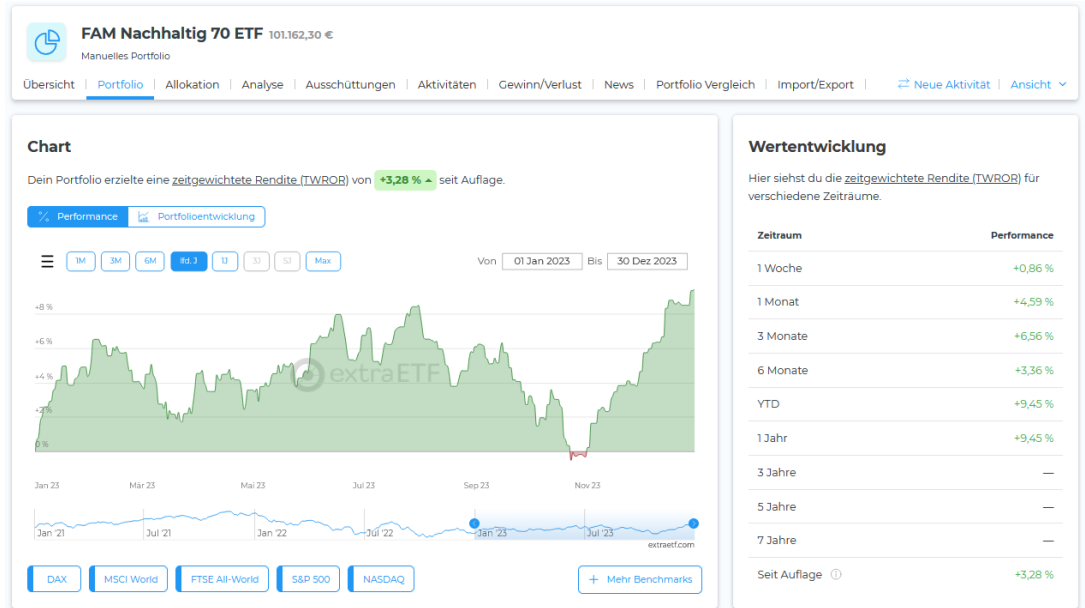 FAM Nachhaltig 70 ETF 101.162,30 €
Manuelles Portfolio
Übersicht Portfolio Allokation Analyse Ausschüttungen Aktivitäten Gewinn/Verlust News Portfolio Vergleich Import/Export Neue Aktivität Ansicht
Chart
Dein Portfolio erzielte eine zeitgewichtete Rendite (TWROR) von +3,28 % seit Auflage.
Performance Portfolioentwicklung
1M 3M 6M lfd. J 1J 3J 5J Max Von 01 Jan 2023 Bis 30 Dez 2023
+8 %
+6 %
+4 %
+2%
0 %
extraETF
Jan 23 Mär 23 Mai 23 Jul 23 Sep 23 Nov 23
Jan '21 Jul '21 Jan '22 Jul '22 Jan '23 Jul '23
extraetf.com
DAX MSCI World FTSE All-World S&P 500 NASDAQ + Mehr Benchmarks
Wertentwicklung
Hier siehst du die zeitgewichtete Rendite (TWROR) für
verschiedene Zeiträume.
Zeitraum Performance
1 Woche +0,86 %
1 Monat +4,59 %
3 Monate +6,56 %
6 Monate +3,36 %
YTD +9,45 %
1 Jahr +9,45 %
3 Jahre —
5 Jahre —
7 Jahre —
Seit Auflage +3,28 %